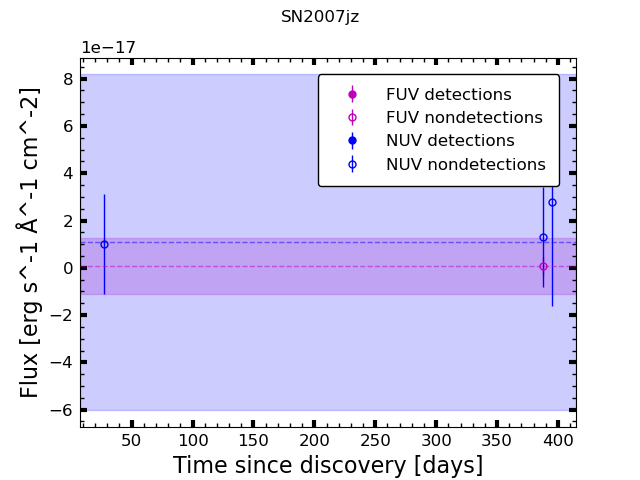 SN2007jz
1e−17
8
6
4
2
0
−2
−4
−6
Flux [erg s^-1 Å^-1 cm^-2]
FUV detections
FUV nondetections
NUV detections
NUV nondetections
50 100 150 200 250 300 350 400
Time since discovery [days]